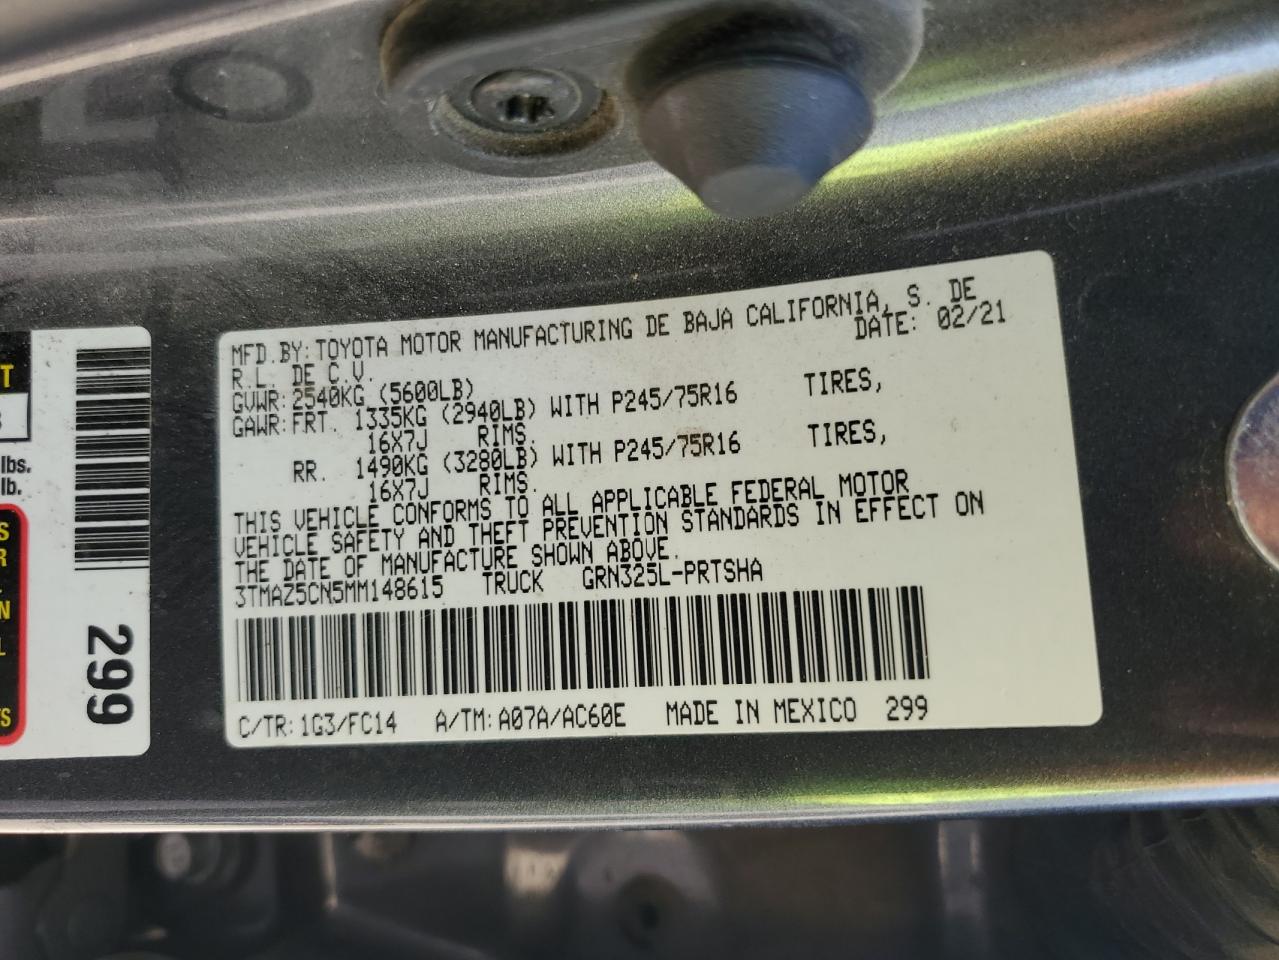 MFD.BY:TOYOTA MOTOR MANUFACTURING DE BAJA CALIFORNIA, S. DE
R.L. DE C.V. DATE: 02/21
GVWR:2540KG (5600LB)
GAWR:FRT. 1335KG (2940LB) WITH P245/75R16 TIRES,
16X7J RIMS.
RR. 1490KG (3280LB) WITH P245/75R16 TIRES,
16X7J RIMS.
THIS VEHICLE CONFORMS TO ALL APPLICABLE FEDERAL MOTOR
VEHICLE SAFETY AND THEFT PREVENTION STANDARDS IN EFFECT ON
THE DATE OF MANUFACTURE SHOWN ABOVE.
3TMAZ5CN5MM148615 TRUCK GRN325L-PRTSHA
C/TR:1G3/FC14 A/TM:A07A/AC60E MADE IN MEXICO 299
T
lbs.
lb.
S
R
N
L
TS
299